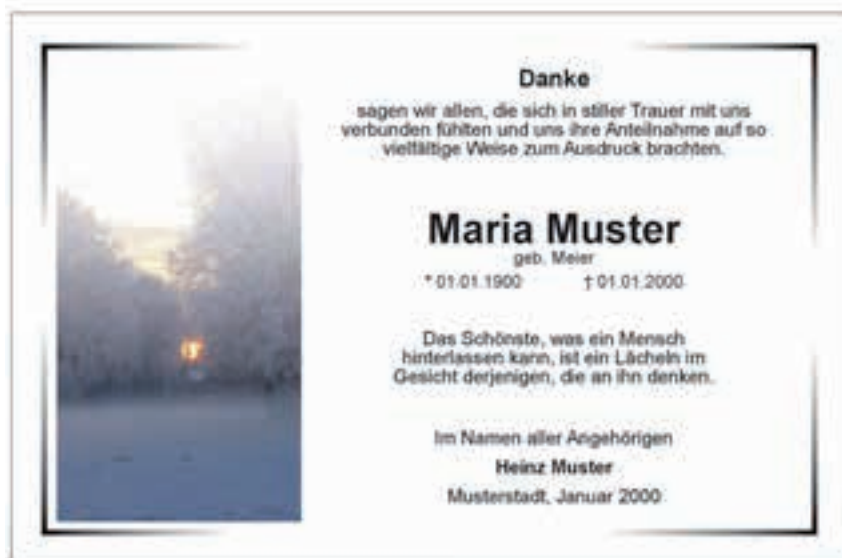 Danke
sagen wir allen, die sich in stiller Trauer mit uns
verbunden fühlten und uns ihre Anteilnahme auf so
vielfältige Weise zum Ausdruck brachten.
Maria Muster
geb. Meier
* 01.01.1900 † 01.01.2000
Das Schönste, was ein Mensch
hinterlassen kann, ist ein Lächeln im
Gesicht derjenigen, die an ihn denken.
Im Namen aller Angehörigen
Heinz Muster
Musterstadt, Januar 2000